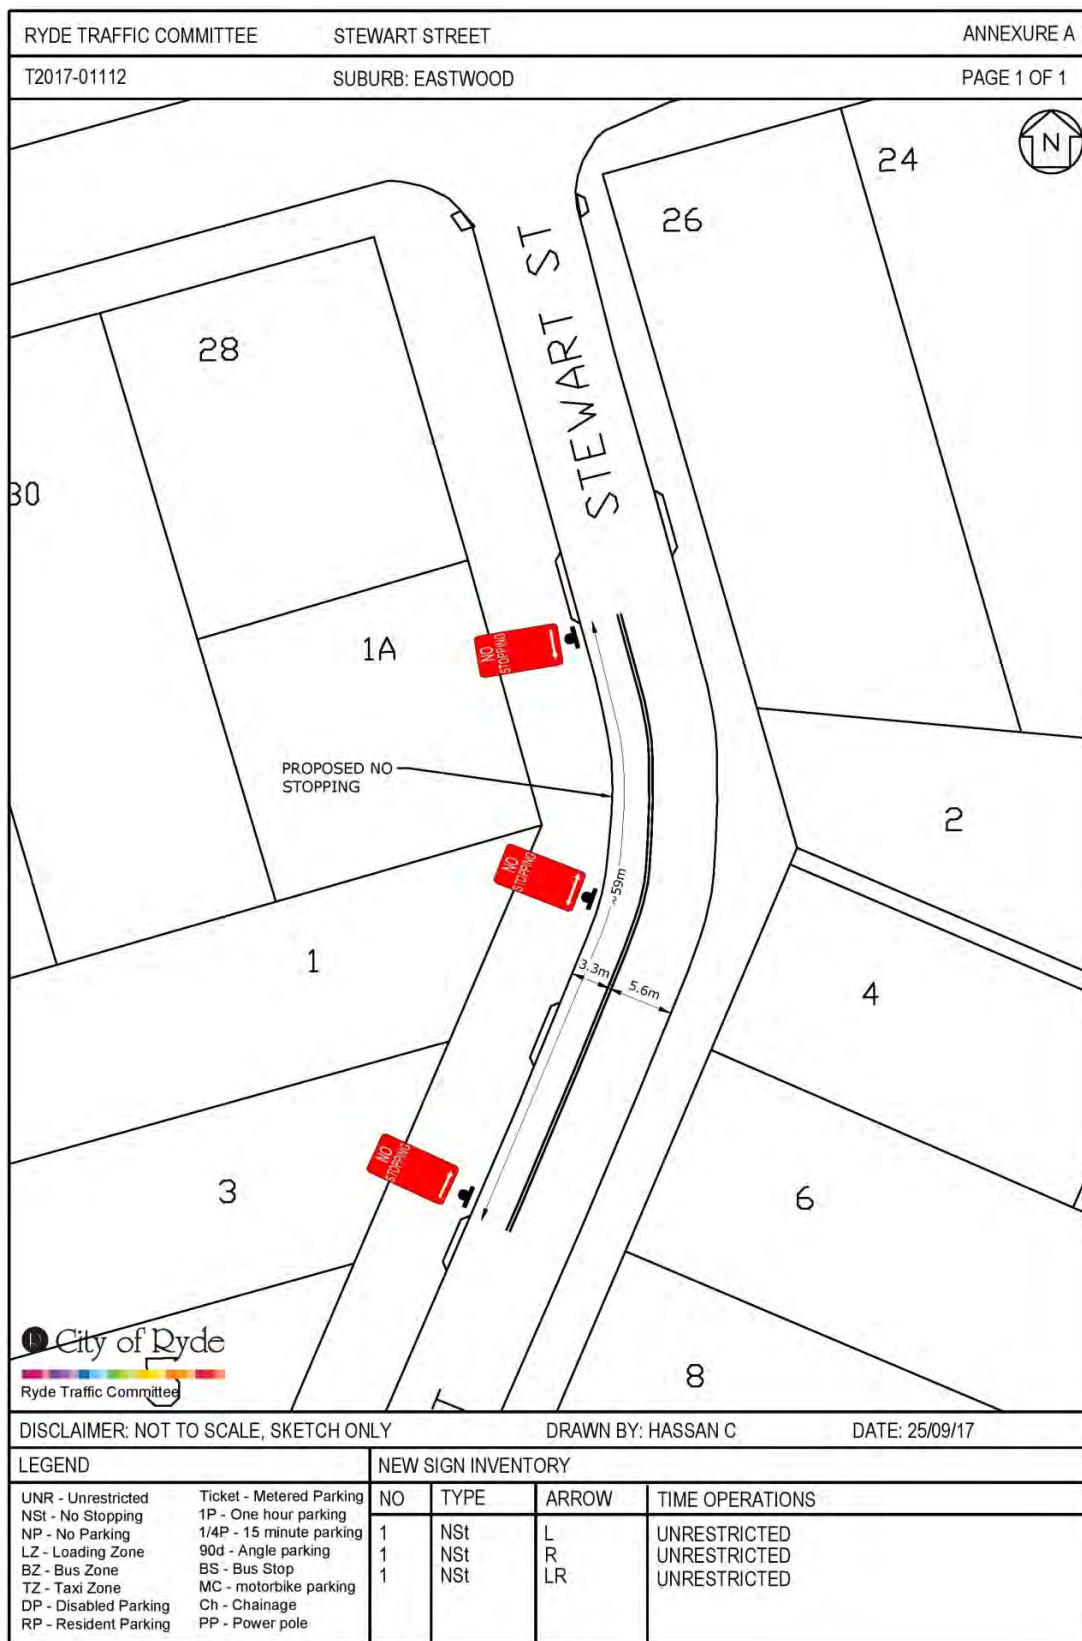 RYDE TRAFFIC COMMITTEE STEWART STREET ANNEXURE A
T2017-01112 SUBURB: EASTWOOD PAGE 1 OF 1
N
24
26
STEWART ST
28
30
1A
NO STOPPING
PROPOSED NO
STOPPING
2
NO STOPPING
~59m
1
3.3m
5.6m
4
NO STOPPING
3
6
City of Ryde
Ryde Traffic Committee
8
DISCLAIMER: NOT TO SCALE, SKETCH ONLY DRAWN BY: HASSAN C DATE: 25/09/17
LEGEND
UNR - Unrestricted
NSt - No Stopping
NP - No Parking
LZ - Loading Zone
BZ - Bus Zone
TZ - Taxi Zone
DP - Disabled Parking
RP - Resident Parking
Ticket - Metered Parking
1P - One hour parking
1/4P - 15 minute parking
90d - Angle parking
BS - Bus Stop
MC - motorbike parking
Ch - Chainage
PP - Power pole
NEW SIGN INVENTORY
NO TYPE ARROW TIME OPERATIONS
1 NSt L UNRESTRICTED
1 NSt R UNRESTRICTED
1 NSt LR UNRESTRICTED